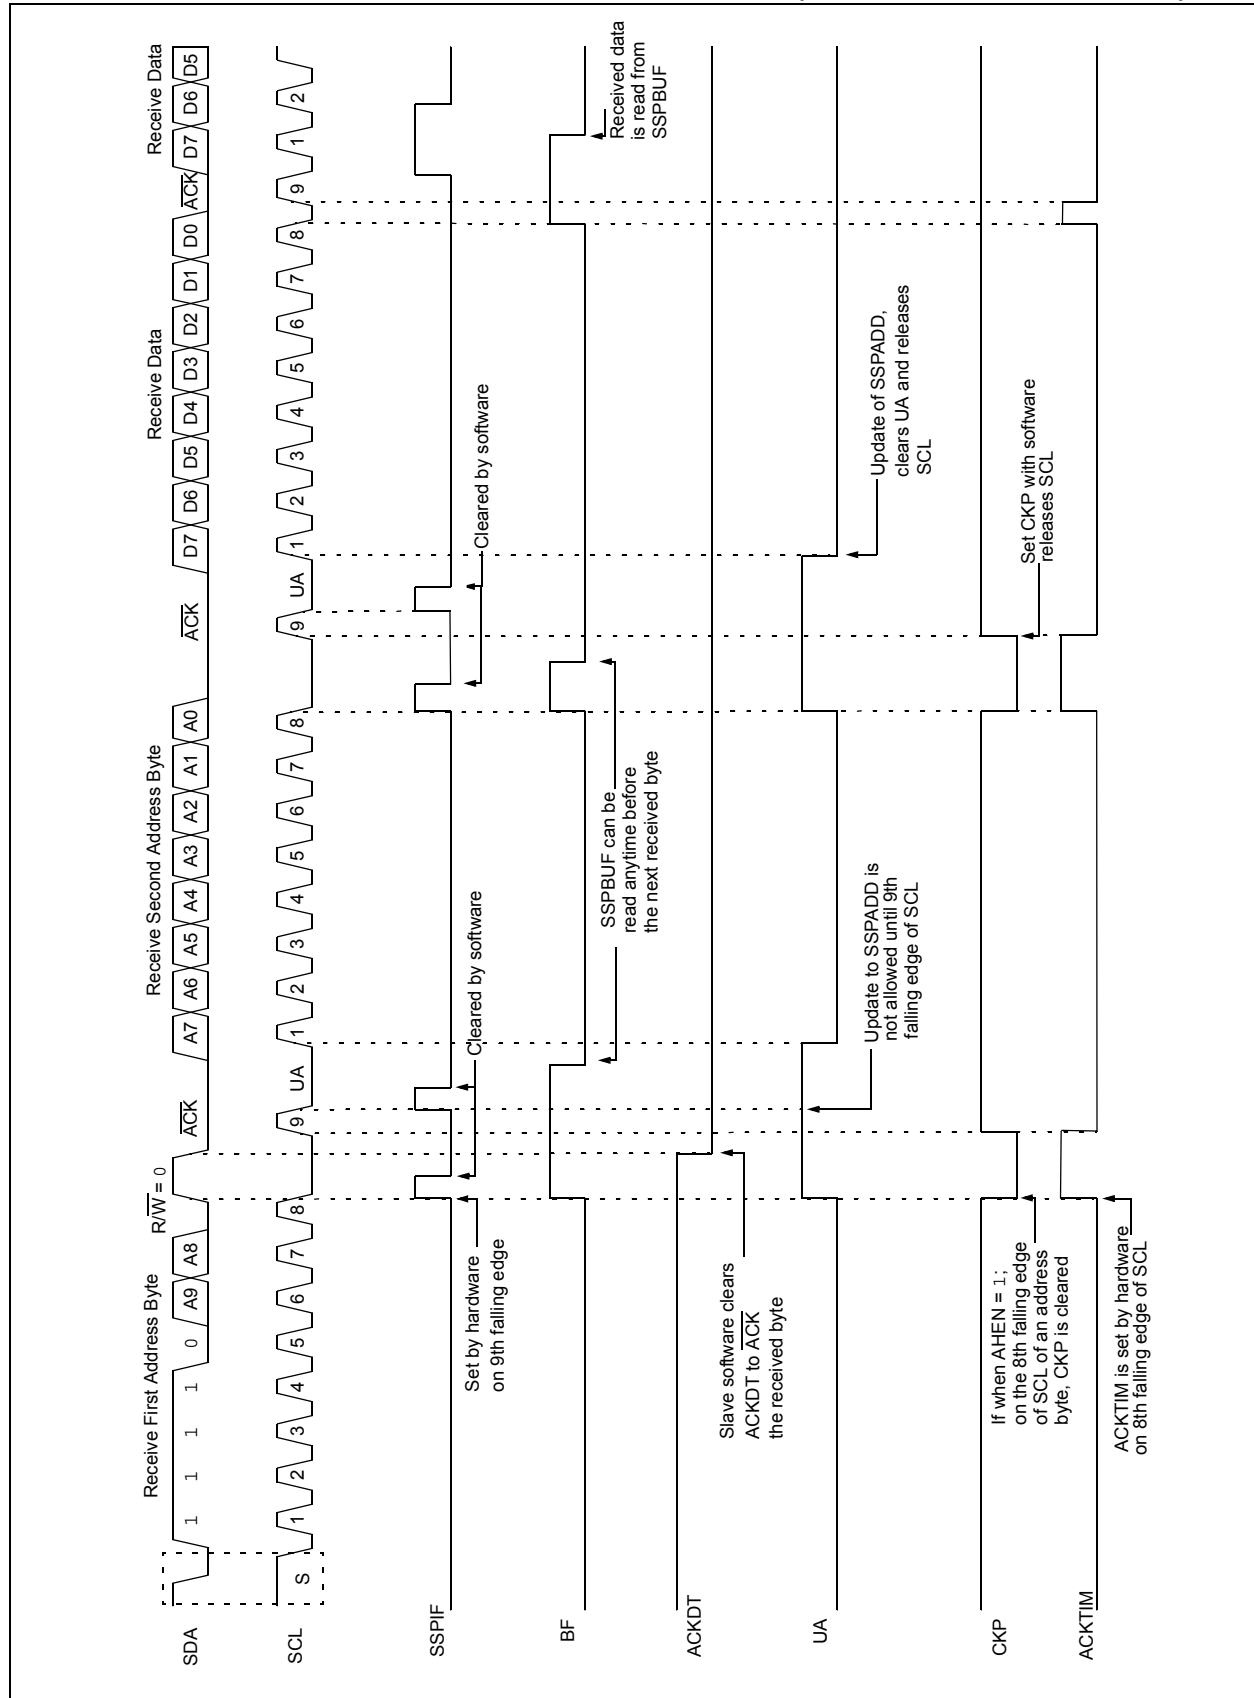 Receive First Address Byte
R/W = 0
Receive Second Address Byte
Receive Data
Receive Data
SDA
1 1 1 1 0 A9 A8 ACK A7 A6 A5 A4 A3 A2 A1 A0 ACK D7 D6 D5 D4 D3 D2 D1 D0 ACK D7 D6 D5
SCL
S 1 2 3 4 5 6 7 8 9 UA 1 2 3 4 5 6 7 8 9 UA 1 2 3 4 5 6 7 8 9 1 2
SSPIF
Set by hardware
on 9th falling edge
Cleared by software
Cleared by software
BF
SSPBUF can be
read anytime before
the next received byte
Received data
is read from
SSPBUF
ACKDT
Slave software clears
ACKDT to ACK
the received byte
UA
Update to SSPADD is
not allowed until 9th
falling edge of SCL
Update of SSPADD,
clears UA and releases
SCL
CKP
If when AHEN = 1;
on the 8th falling edge
of SCL of an address
byte, CKP is cleared
Set CKP with software
releases SCL
ACKTIM
ACKTIM is set by hardware
on 8th falling edge of SCL